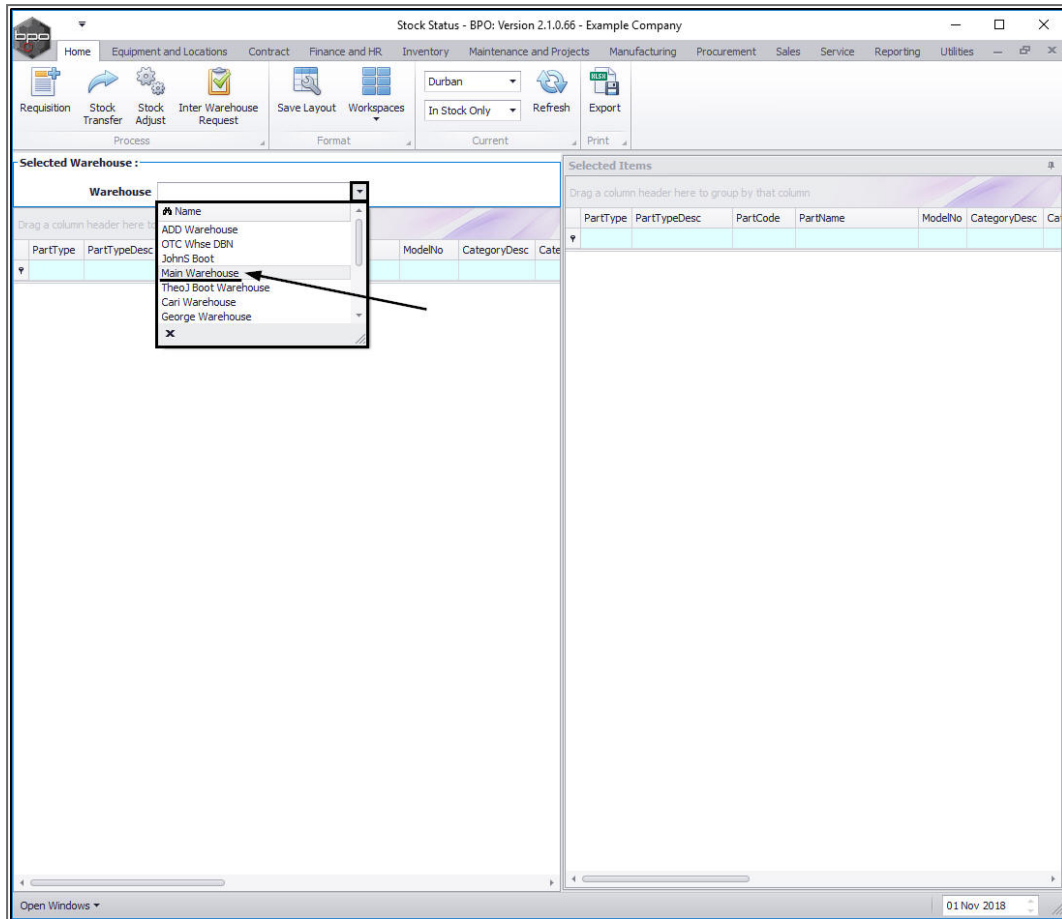 Stock Status - BPO: Version 2.1.0.66 - Example Company
bpo
Home Equipment and Locations Contract Finance and HR Inventory Maintenance and Projects Manufacturing Procurement Sales Service Reporting Utilities
Requisition Stock Transfer Stock Adjust Inter Warehouse Request Save Layout Workspaces Durban In Stock Only Refresh XLSX Export
Process Format Current Print
Selected Warehouse :
Warehouse
Name
ADD Warehouse
OTC Whse DBN
JohnS Boot
Main Warehouse
TheoJ Boot Warehouse
Cari Warehouse
George Warehouse
x
Drag a column header here to
PartType PartTypeDesc ModelNo CategoryDesc Cate
Selected Items
Drag a column header here to group by that column
PartType PartTypeDesc PartCode PartName ModelNo CategoryDesc Cat
Open Windows
01 Nov 2018